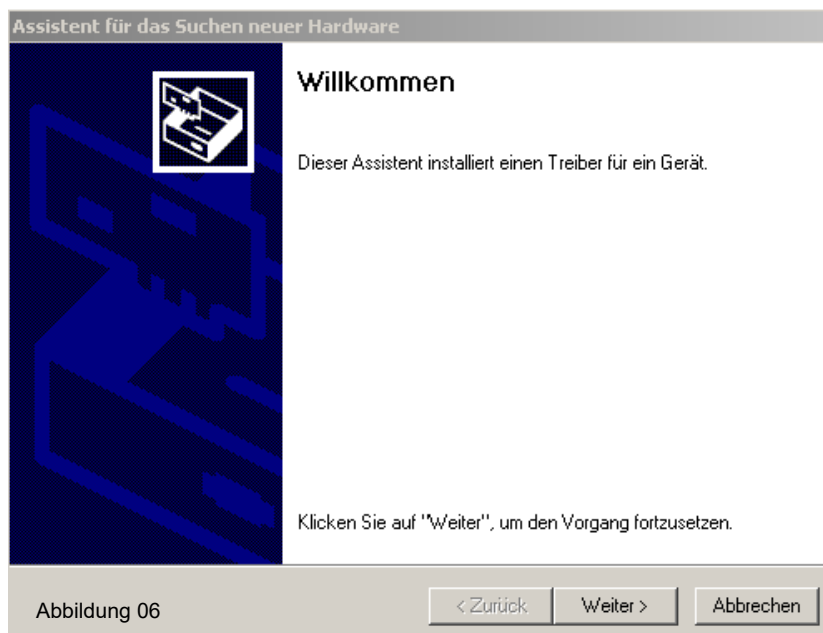 Assistent für das Suchen neuer Hardware
Willkommen
Dieser Assistent installiert einen Treiber für ein Gerät.
Klicken Sie auf "Weiter", um den Vorgang fortzusetzen.
Abbildung 06
< Zurück
Weiter >
Abbrechen